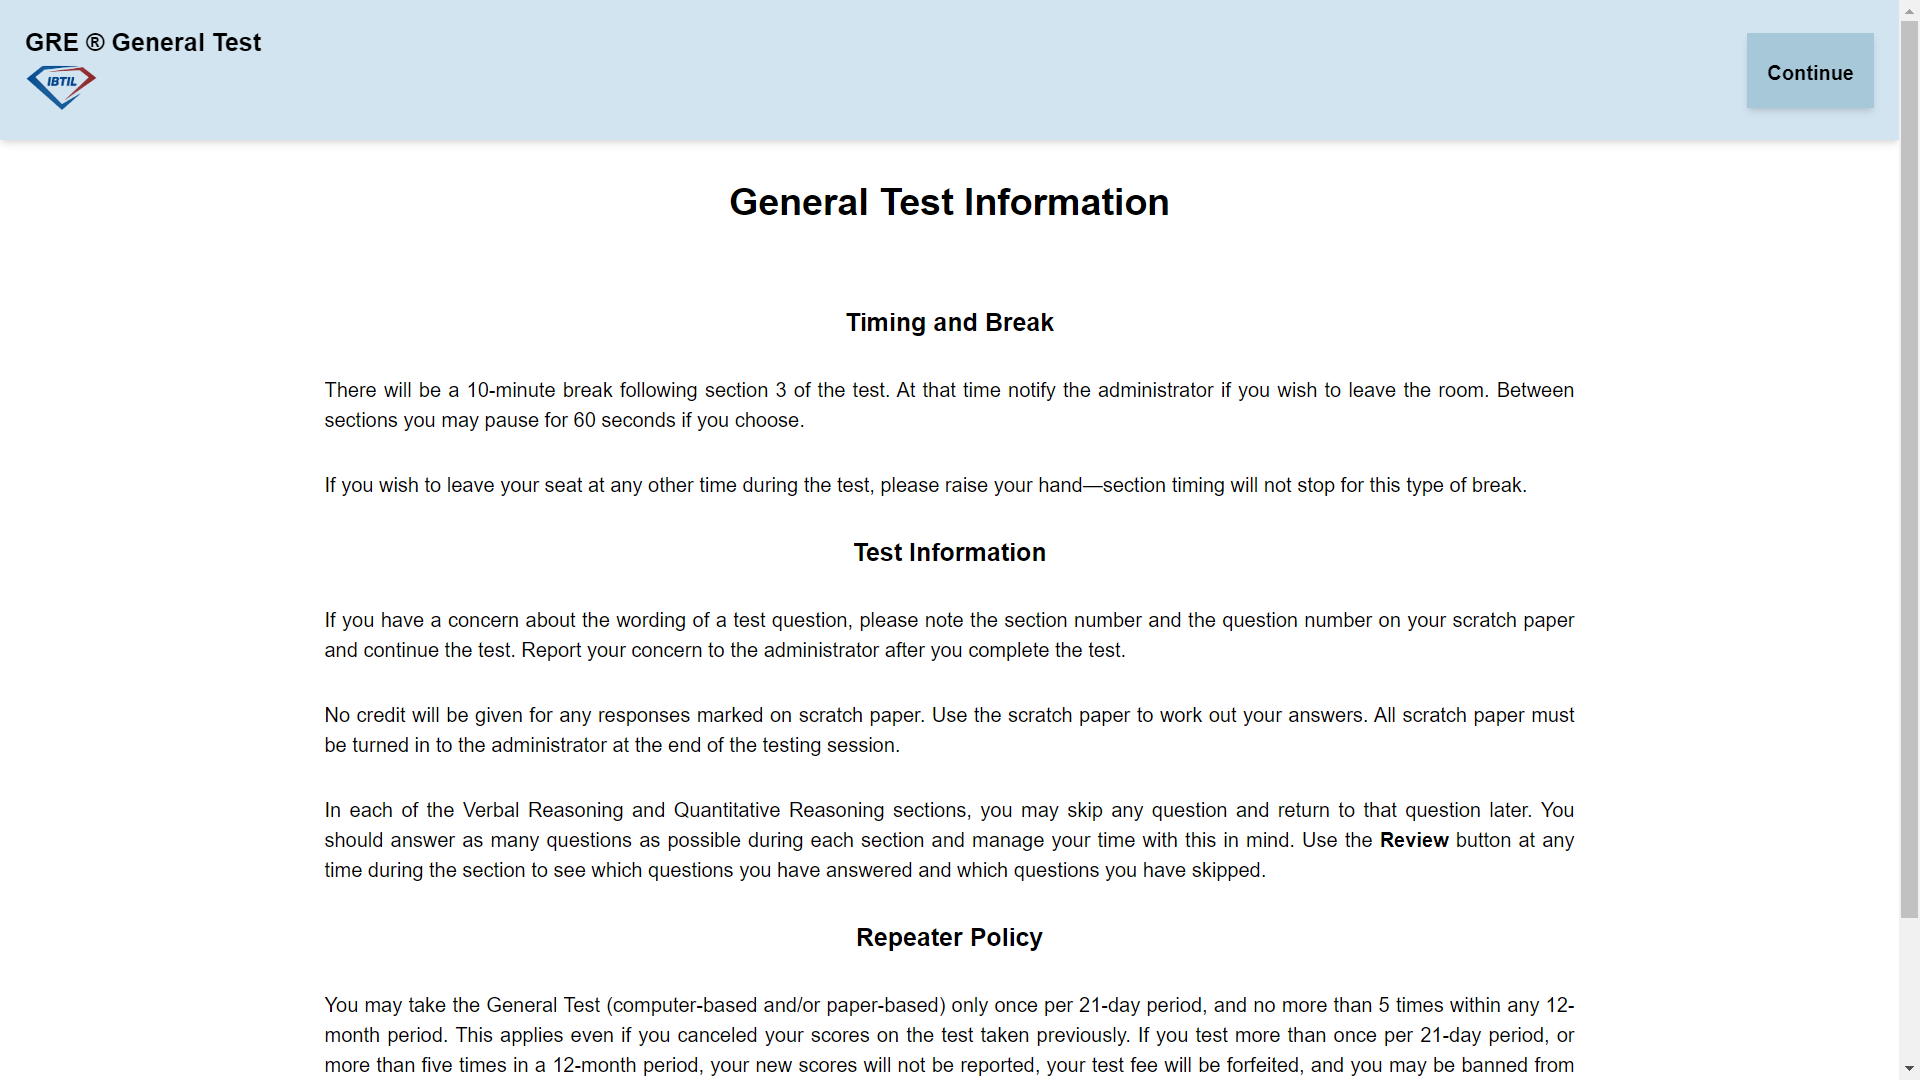 GRE ® General Test
IBTIL
Continue
General Test Information
Timing and Break
There will be a 10-minute break following section 3 of the test. At that time notify the administrator if you wish to leave the room. Between
sections you may pause for 60 seconds if you choose.
If you wish to leave your seat at any other time during the test, please raise your hand—section timing will not stop for this type of break.
Test Information
If you have a concern about the wording of a test question, please note the section number and the question number on your scratch paper
and continue the test. Report your concern to the administrator after you complete the test.
No credit will be given for any responses marked on scratch paper. Use the scratch paper to work out your answers. All scratch paper must
be turned in to the administrator at the end of the testing session.
In each of the Verbal Reasoning and Quantitative Reasoning sections, you may skip any question and return to that question later. You
should answer as many questions as possible during each section and manage your time with this in mind. Use the Review button at any
time during the section to see which questions you have answered and which questions you have skipped.
Repeater Policy
You may take the General Test (computer-based and/or paper-based) only once per 21-day period, and no more than 5 times within any 12-
month period. This applies even if you canceled your scores on the test taken previously. If you test more than once per 21-day period, or
more than five times in a 12-month period, your new scores will not be reported, your test fee will be forfeited, and you may be banned from